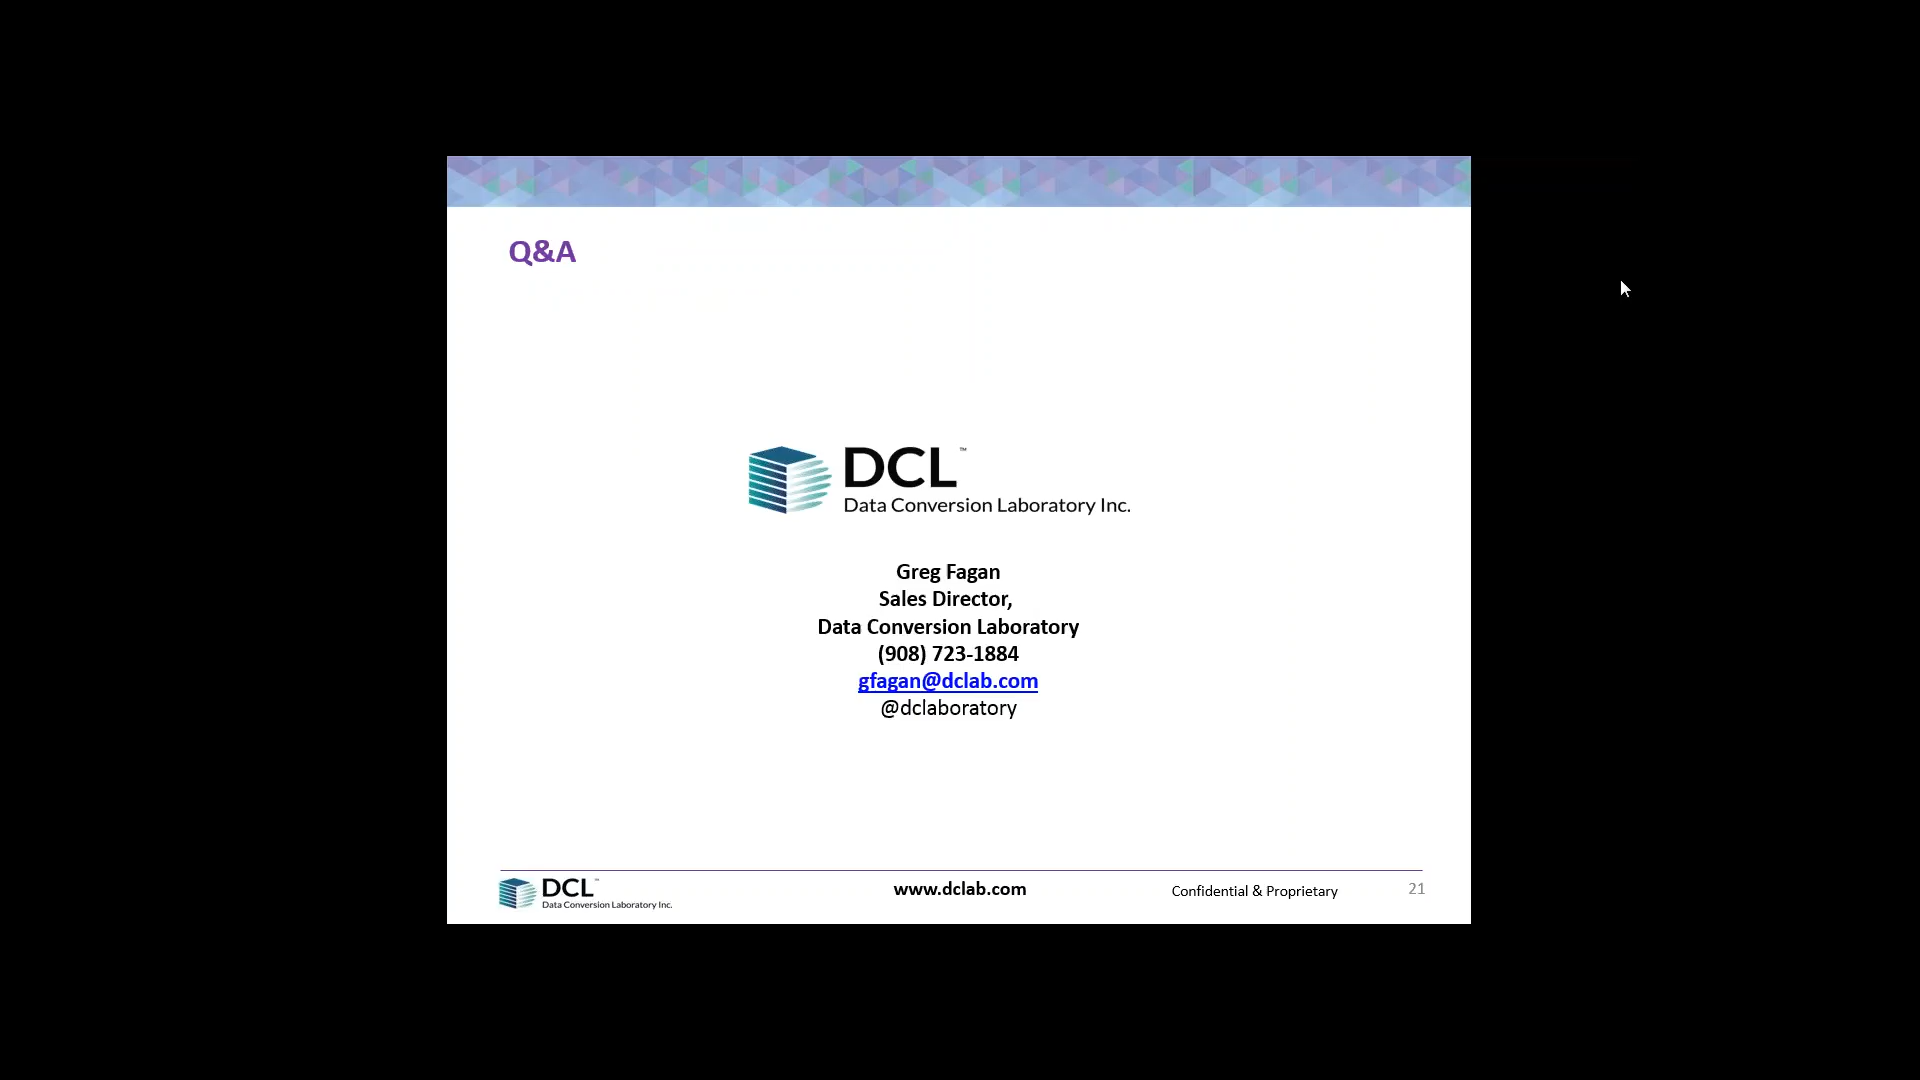 Q&A
DCL™
Data Conversion Laboratory Inc.
Greg Fagan
Sales Director,
Data Conversion Laboratory
(908) 723-1884
gfagan@dclab.com
@dclaboratory
DCL™
Data Conversion Laboratory Inc.
www.dclab.com
Confidential & Proprietary
21